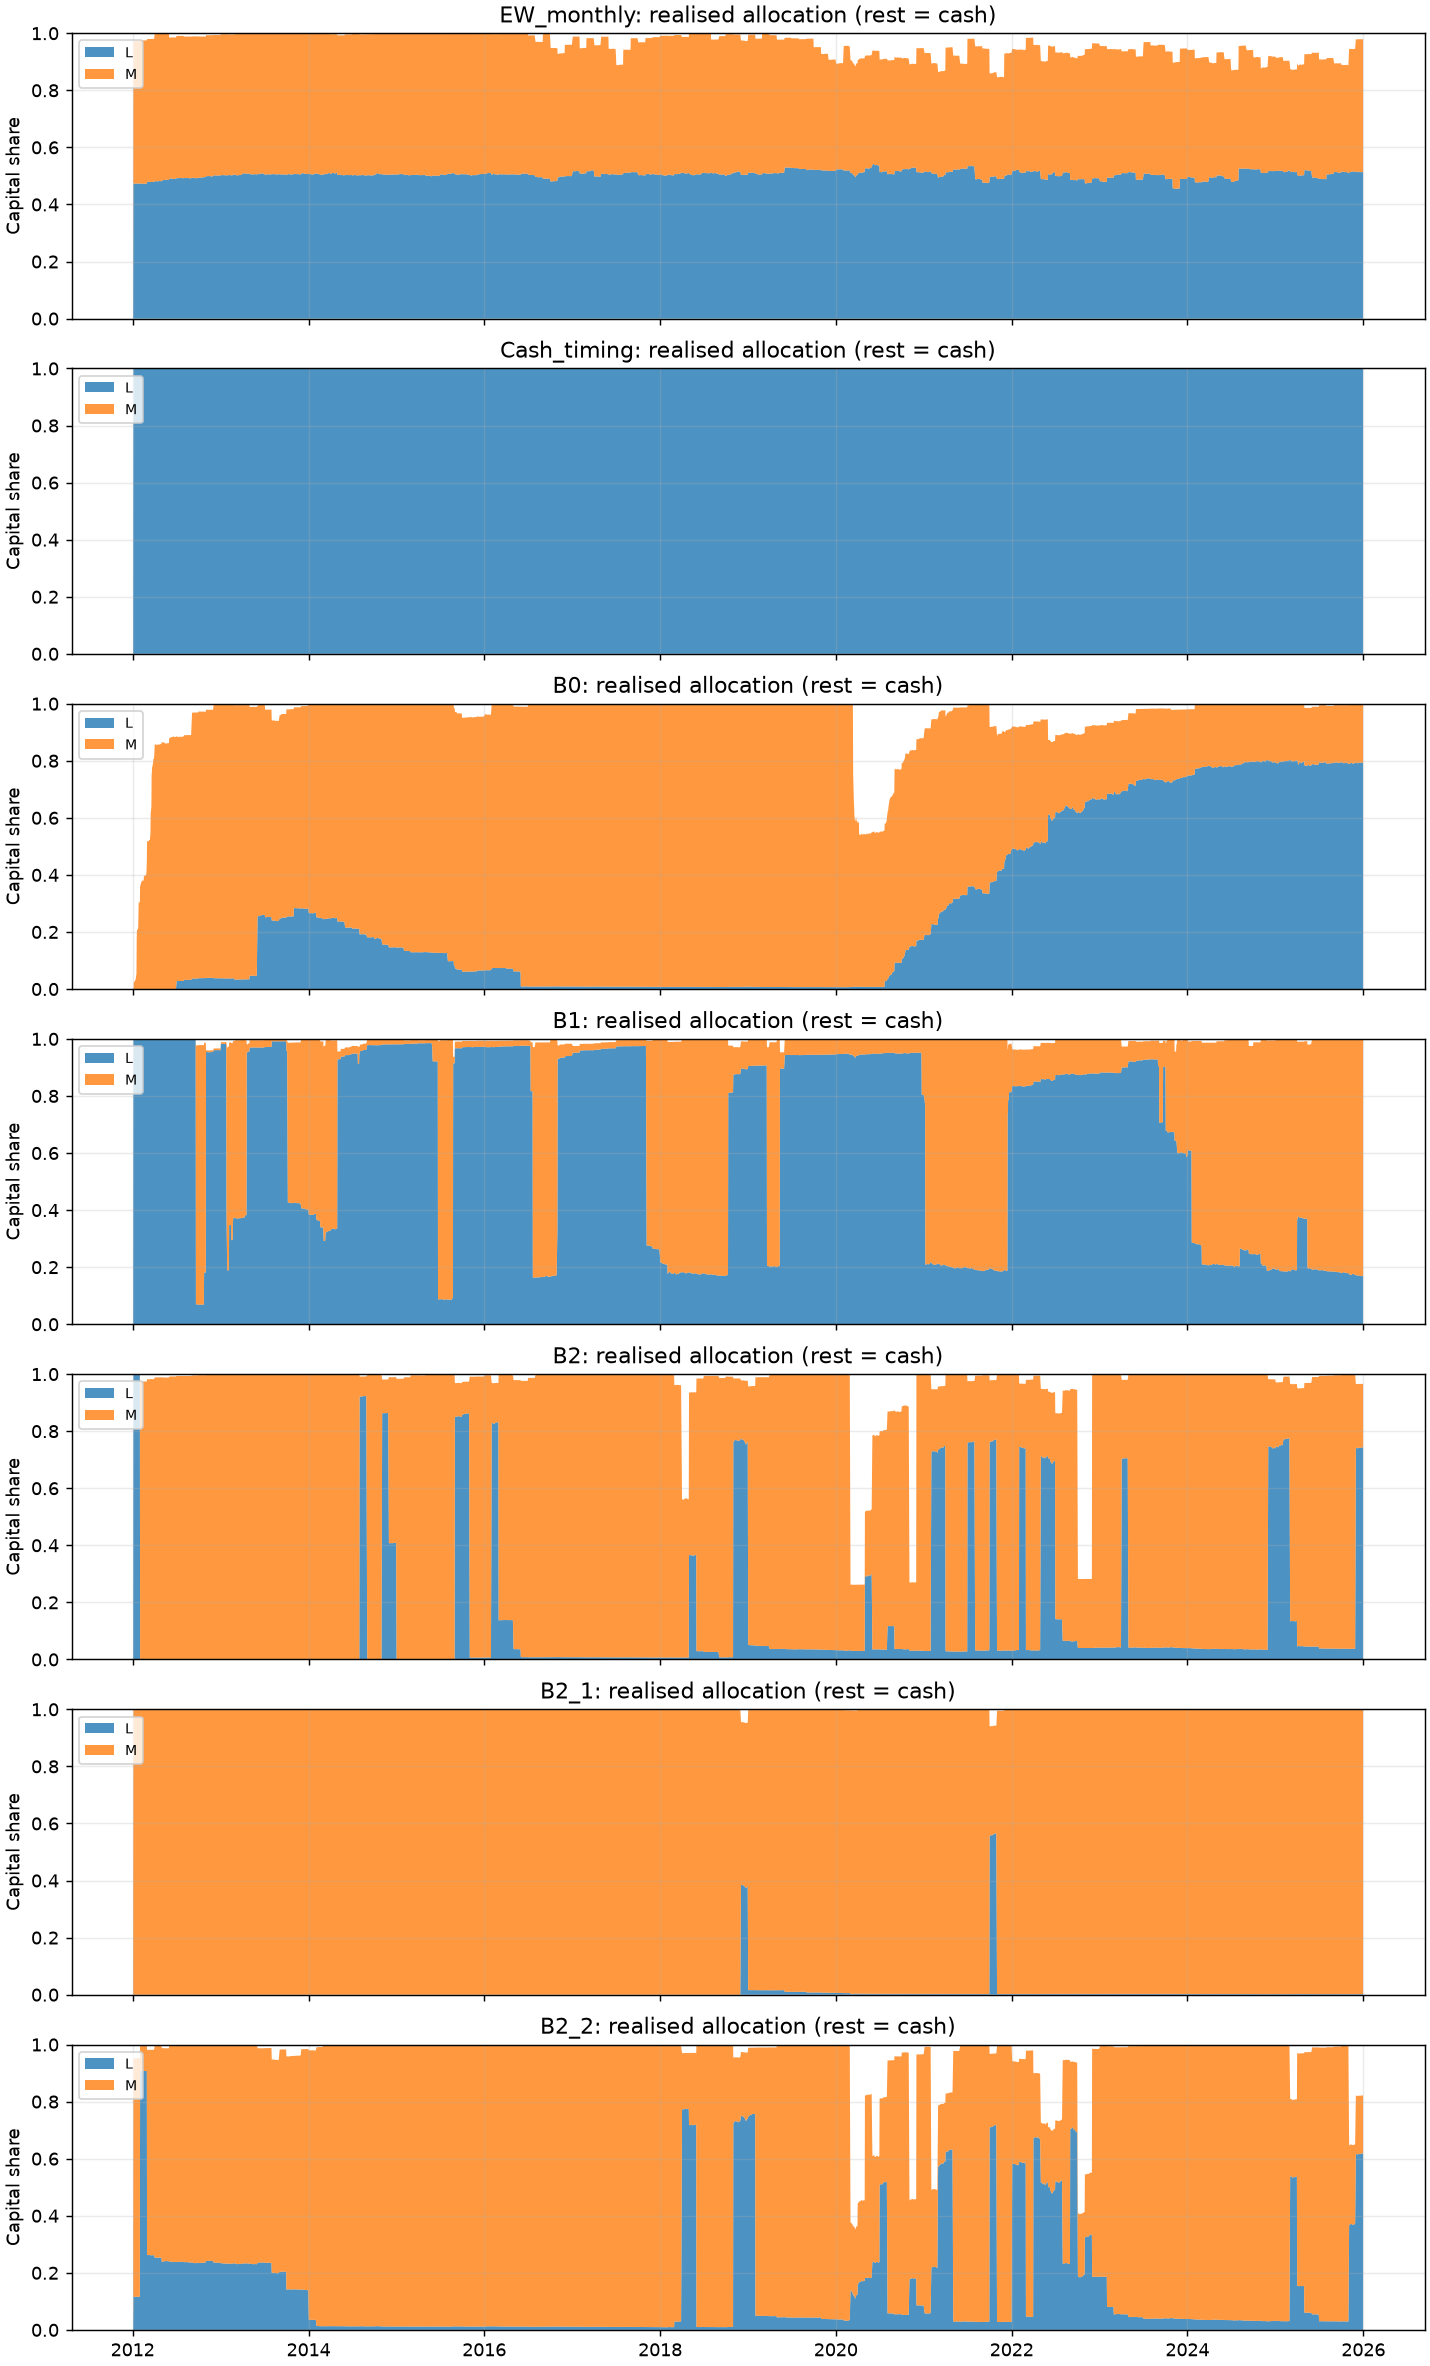 EW_monthly: realised allocation (rest = cash)
1.0
0.8
0.6
0.4
0.2
0.0
Capital share
L
M
Cash_timing: realised allocation (rest = cash)
1.0
0.8
0.6
0.4
0.2
0.0
Capital share
L
M
B0: realised allocation (rest = cash)
1.0
0.8
0.6
0.4
0.2
0.0
Capital share
L
M
B1: realised allocation (rest = cash)
1.0
0.8
0.6
0.4
0.2
0.0
Capital share
L
M
B2: realised allocation (rest = cash)
1.0
0.8
0.6
0.4
0.2
0.0
Capital share
L
M
B2_1: realised allocation (rest = cash)
1.0
0.8
0.6
0.4
0.2
0.0
Capital share
L
M
B2_2: realised allocation (rest = cash)
1.0
0.8
0.6
0.4
0.2
0.0
Capital share
L
M
2012 2014 2016 2018 2020 2022 2024 2026